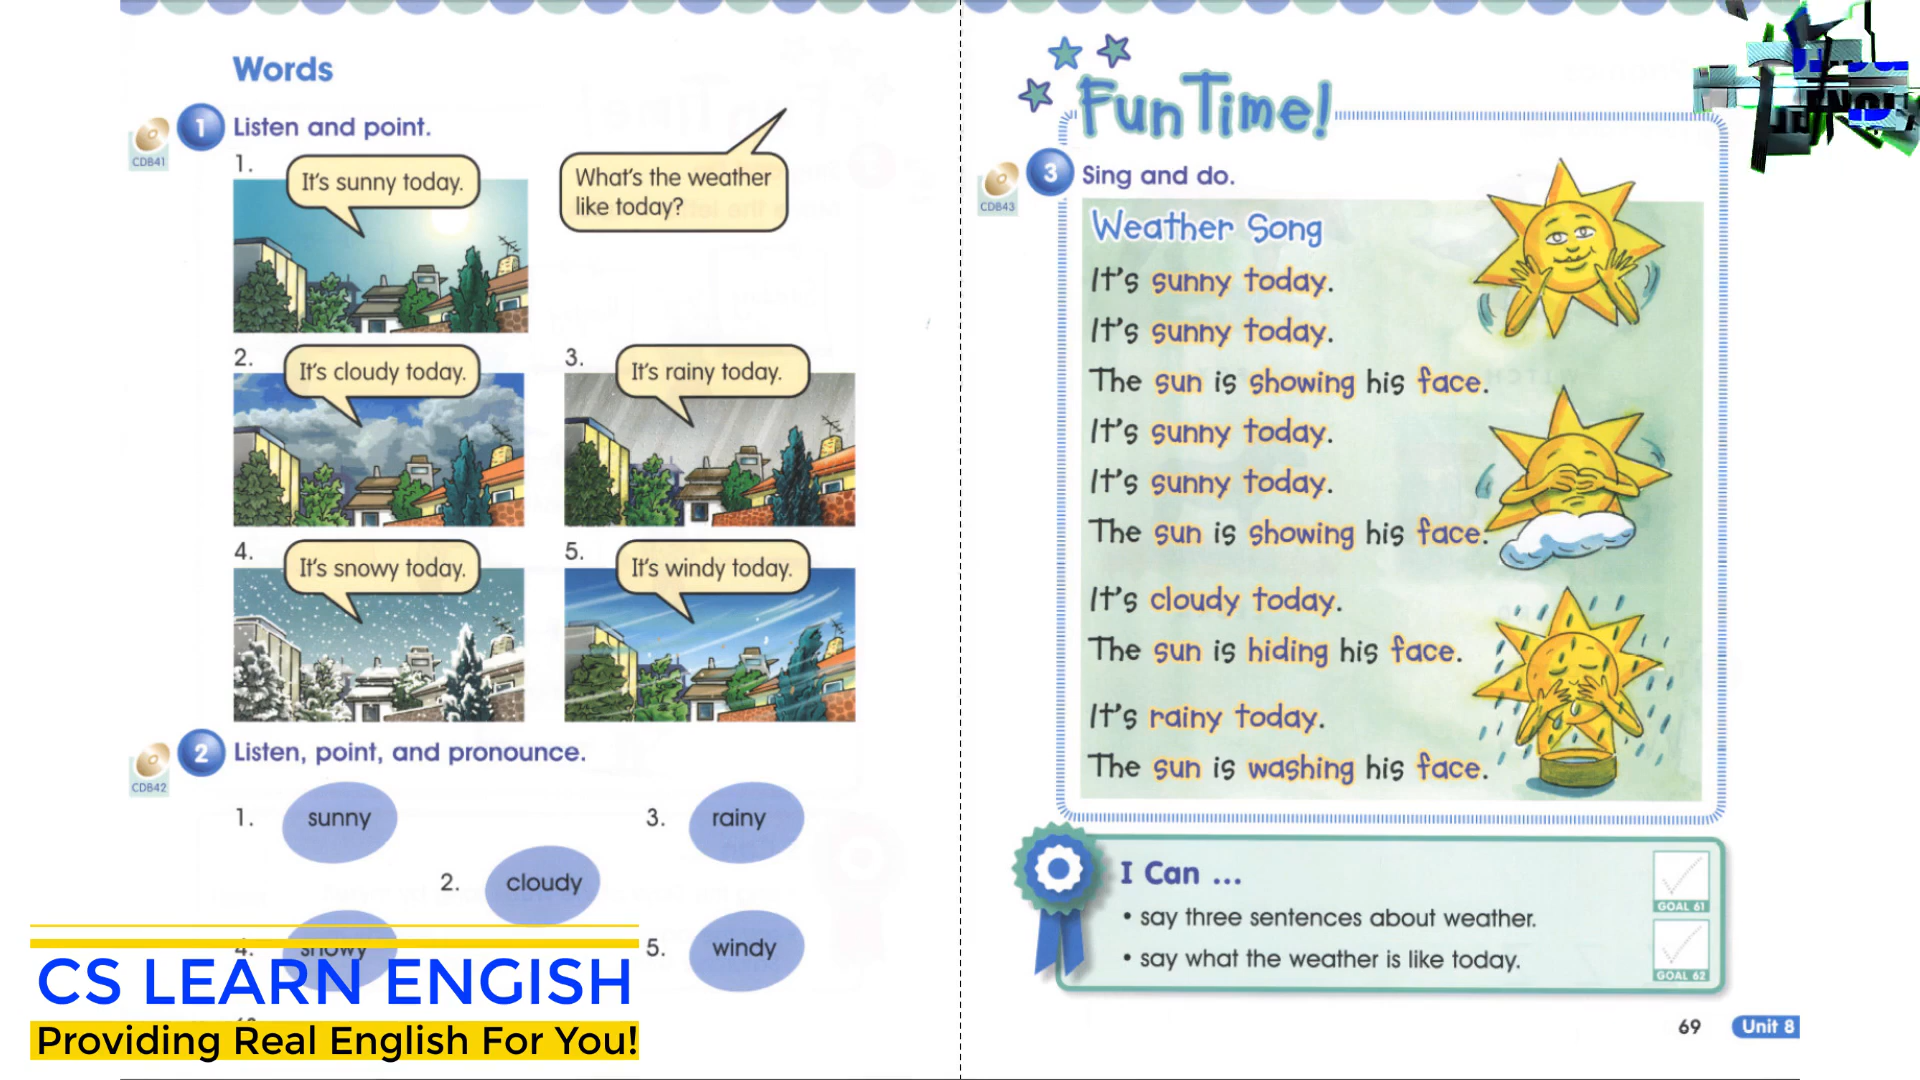 Words
CDB41
1
Listen and point.
1.
It's sunny today.
What's the weather
like today?
2.
It's cloudy today.
3.
It's rainy today.
4.
It's snowy today.
5.
It's windy today.
CDB42
2
Listen, point, and pronounce.
1.
sunny
3.
rainy
2.
cloudy
4.
snowy
5.
windy
CS LEARN ENGISH
Providing Real English For You!
Fun Time!
CDB43
3
Sing and do.
Weather Song
It's sunny today.
It's sunny today.
The sun is showing his face.
It's sunny today.
It's sunny today.
The sun is showing his face.
It's cloudy today.
The sun is hiding his face.
It's rainy today.
The sun is washing his face.
I Can ...
• say three sentences about weather.
GOAL 61
• say what the weather is like today.
GOAL 62
69
Unit 8